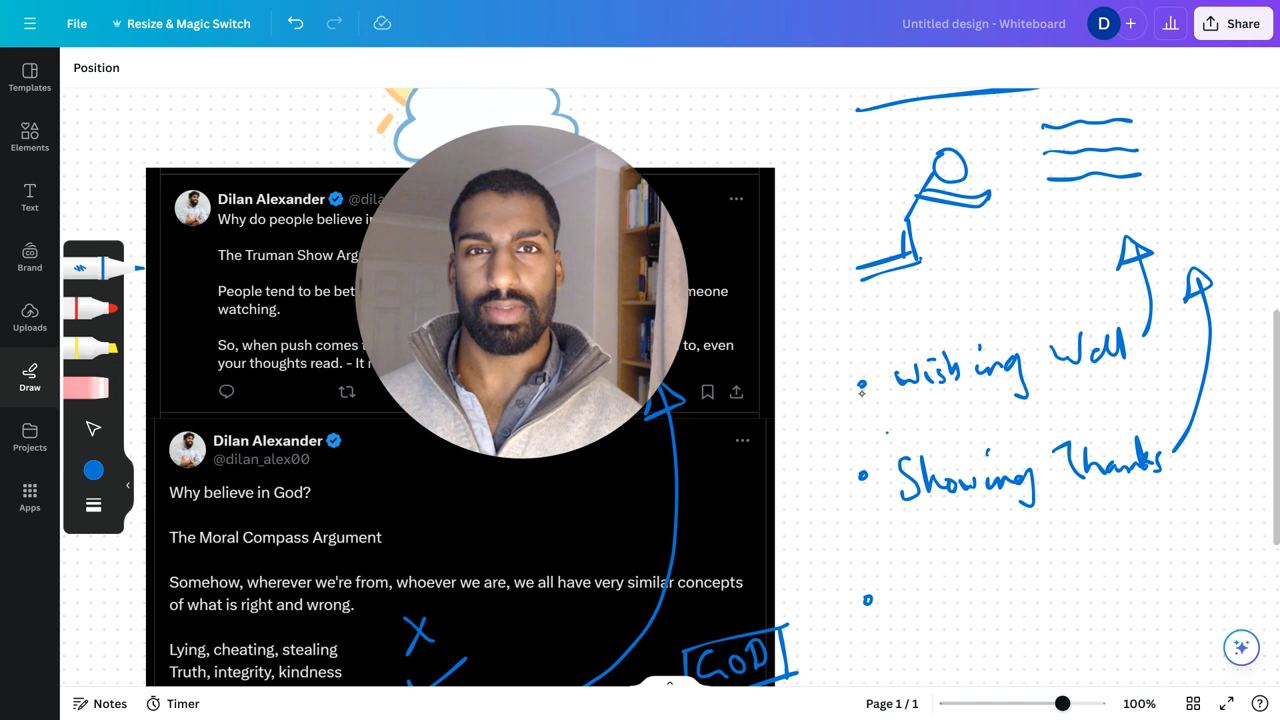 File
Resize & Magic Switch
Untitled design - Whiteboard
D
+
Share
Position
Templates
Elements
Text
Brand
Uploads
Draw
Projects
Apps
Dilan Alexander @dila
Why do people believe in
The Truman Show Arg
People tend to be bet meone
watching.
So, when push comes t to, even
your thoughts read. - It r
Dilan Alexander
@dilan_alex00
Why believe in God?
The Moral Compass Argument
Somehow, wherever we're from, whoever we are, we all have very similar concepts
of what is right and wrong.
Lying, cheating, stealing
Truth, integrity, kindness
X
GOD
• Wishing Well
• Showing Thanks
•
Notes
Timer
Page 1 / 1
100%